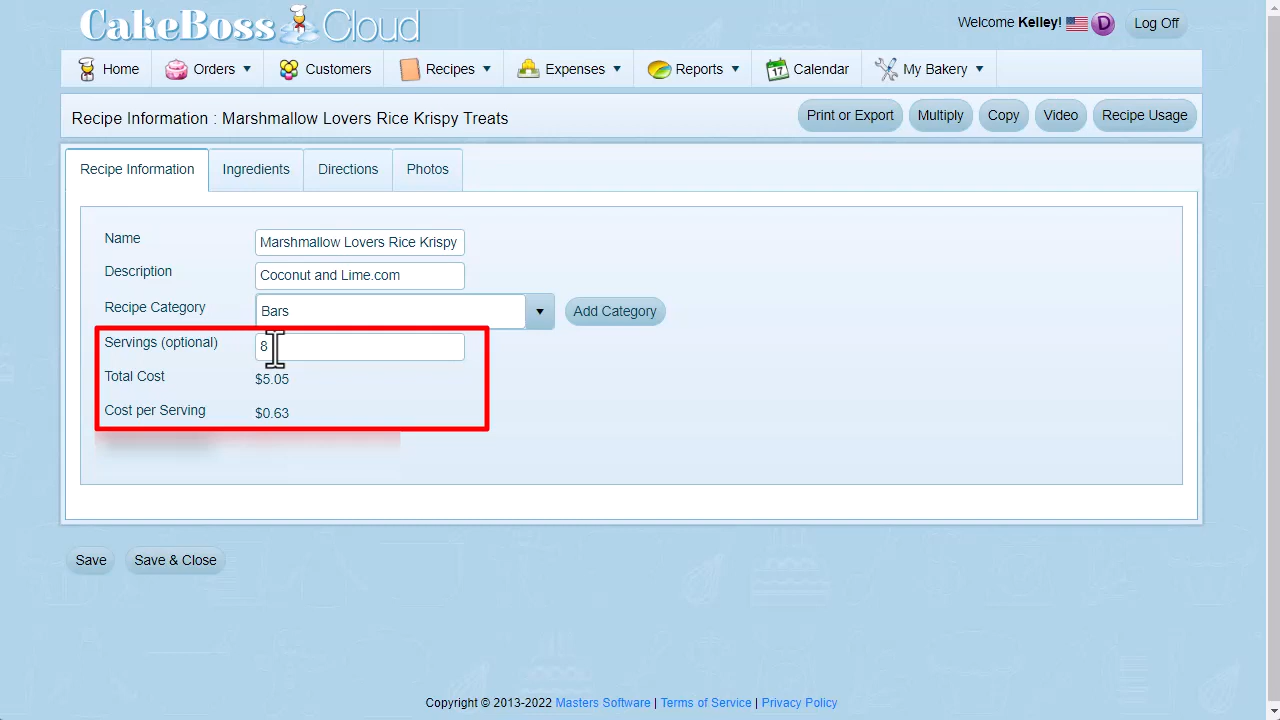 CakeBoss Cloud
Welcome Kelley! D Log Off
Home Orders Customers Recipes Expenses Reports 17 Calendar My Bakery
Recipe Information : Marshmallow Lovers Rice Krispy Treats Print or Export Multiply Copy Video Recipe Usage
Recipe Information Ingredients Directions Photos
Name Marshmallow Lovers Rice Krispy
Description Coconut and Lime.com
Recipe Category Bars Add Category
Servings (optional) 8
Total Cost $5.05
Cost per Serving $0.63
Save Save & Close
Copyright © 2013-2022 Masters Software | Terms of Service | Privacy Policy